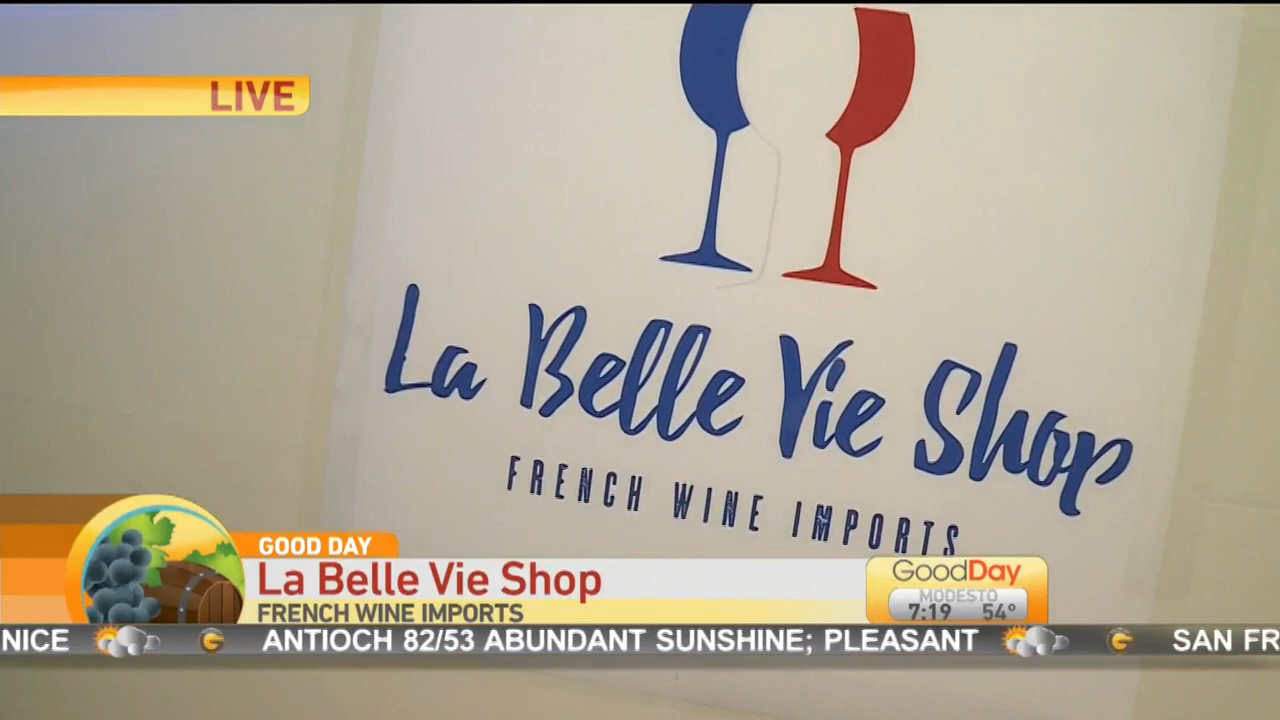 LIVE
La Belle Vie Shop
FRENCH WINE IMPORTS
GOOD DAY
La Belle Vie Shop
FRENCH WINE IMPORTS
GoodDay
MODESTO
7:19 54°
NICE ANTIOCH 82/53 ABUNDANT SUNSHINE; PLEASANT SAN FR